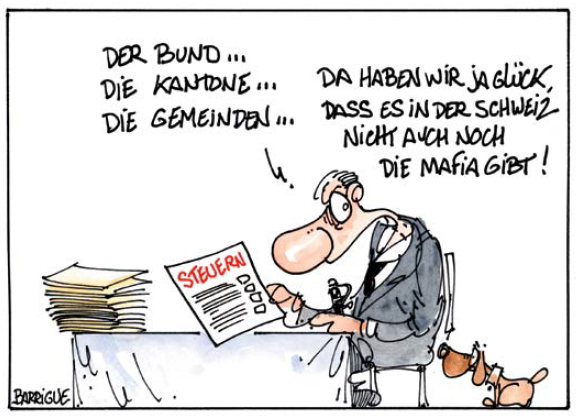 DER BUND...
DIE KANTONE...
DIE GEMEINDEN...
DA HABEN WIR JA GLÜCK,
DASS ES IN DER SCHWEIZ
NICHT AUCH NOCH
DIE MAFIA GIBT!
STEUERN
BARRIGUE